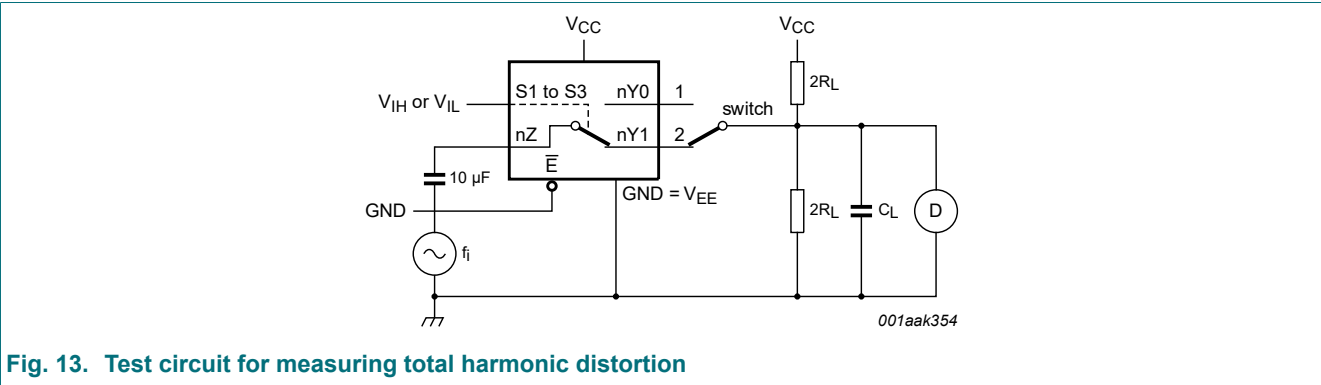 VCC VCC
2RL
S1 to S3 nY0 1
VIH or VIL
switch
nZ nY1 2
E̅
10 μF
GND = VEE
GND
2RL CL D
fi
001aak354
Fig. 13. Test circuit for measuring total harmonic distortion